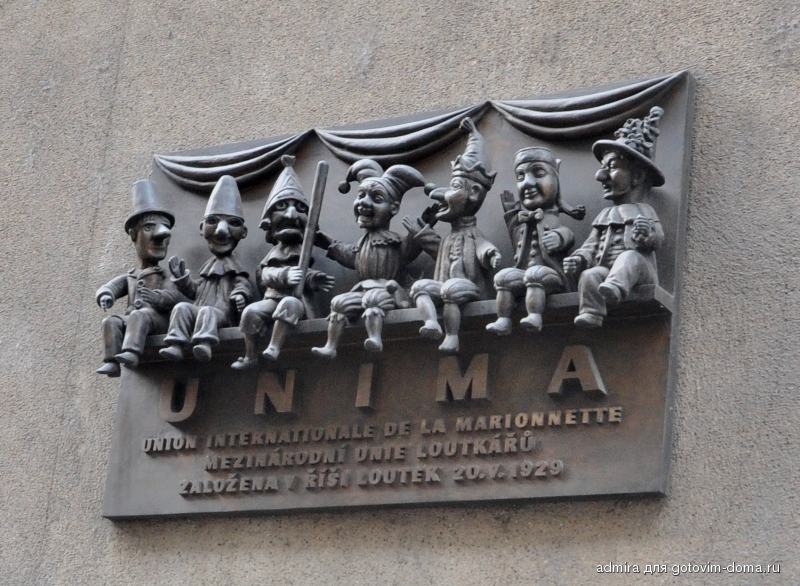 UNIMA
UNION INTERNATIONALE DE LA MARIONNETTE
MEZINÁRODNÍ UNIE LOUTKÁŘŮ
ZALOŽENA V ŘÍŠI LOUTEK 20.V.1929
admira для gotovim-doma.ru